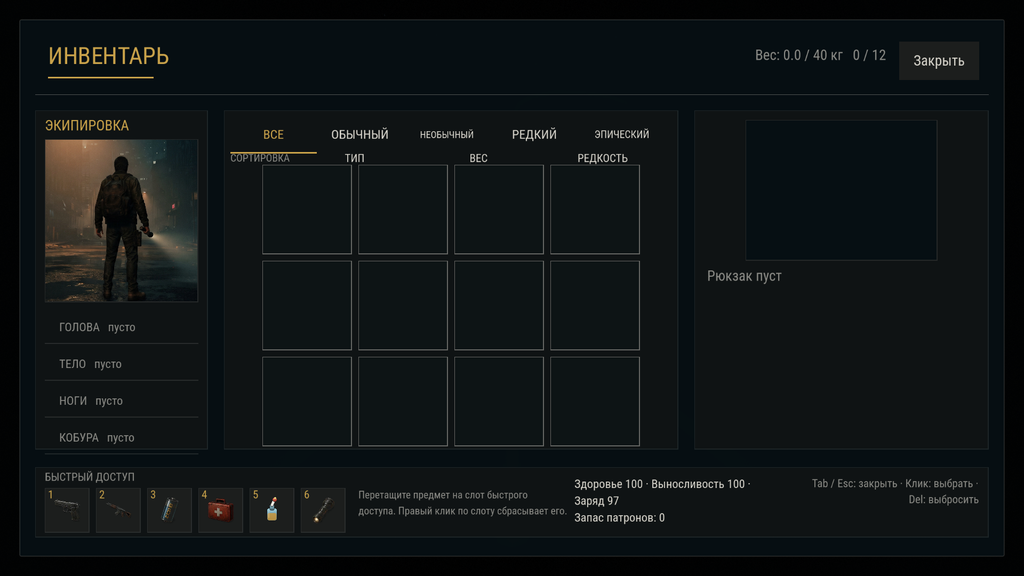 ИНВЕНТАРЬ
Вес: 0.0 / 40 кг 0 / 12
Закрыть
ЭКИПИРОВКА
ГОЛОВА пусто
ТЕЛО пусто
НОГИ пусто
КОБУРА пусто
ВСЕ ОБЫЧНЫЙ НЕОБЫЧНЫЙ РЕДКИЙ ЭПИЧЕСКИЙ
СОРТИРОВКА ТИП ВЕС РЕДКОСТЬ
Рюкзак пуст
БЫСТРЫЙ ДОСТУП
1 2 3 4 5 6
Перетащите предмет на слот быстрого
доступа. Правый клик по слоту сбрасывает его.
Здоровье 100 · Выносливость 100 ·
Заряд 97
Запас патронов: 0
Tab / Esc: закрыть · Клик: выбрать ·
Del: выбросить